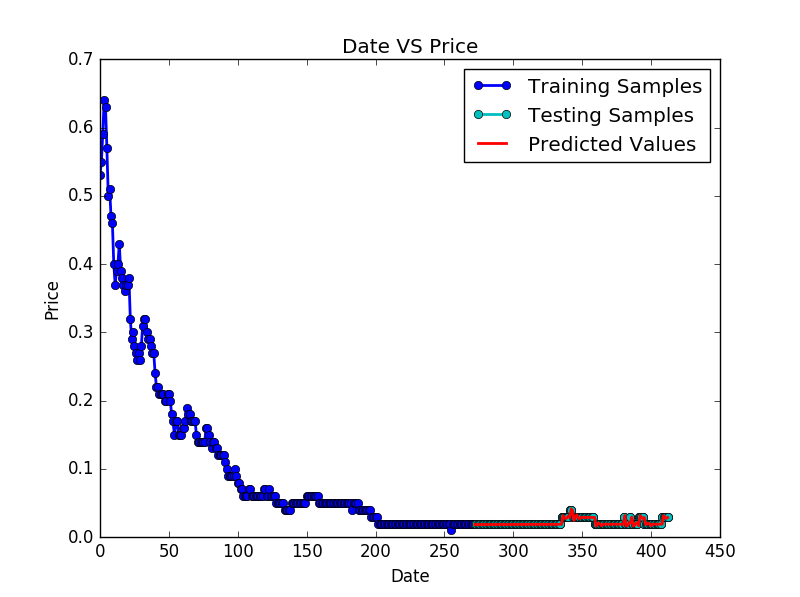 Date VS Price
0.7
0.6
0.5
0.4
0.3
0.2
0.1
0.0
Price
Training Samples
Testing Samples
Predicted Values
0 50 100 150 200 250 300 350 400 450
Date